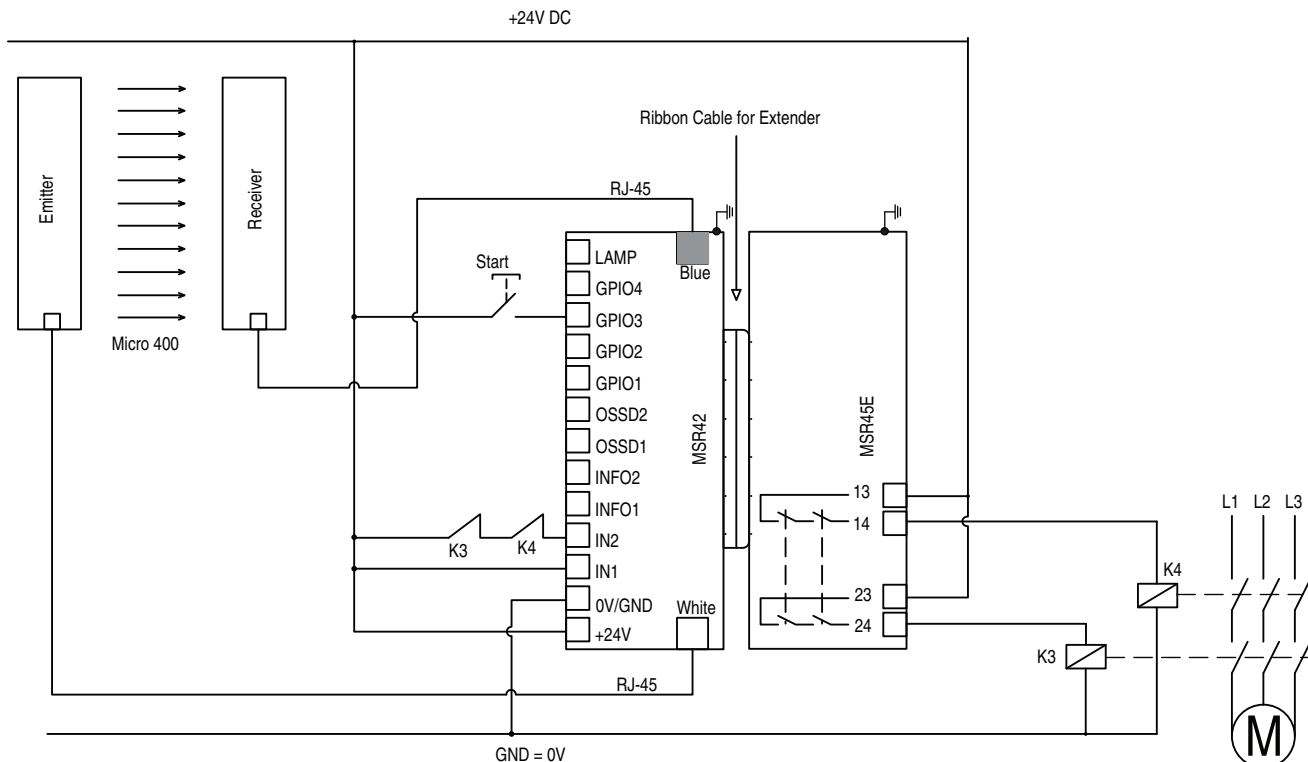 +24V DC
Ribbon Cable for Extender
Emitter
Receiver
Micro 400
RJ-45
Start
LAMP
GPIO4
GPIO3
GPIO2
GPIO1
OSSD2
OSSD1
INFO2
INFO1
IN2
IN1
0V/GND
+24V
Blue
White
MSR42
MSR45E
K3
K4
13
14
23
24
L1 L2 L3
K4
K3
M
RJ-45
GND = 0V